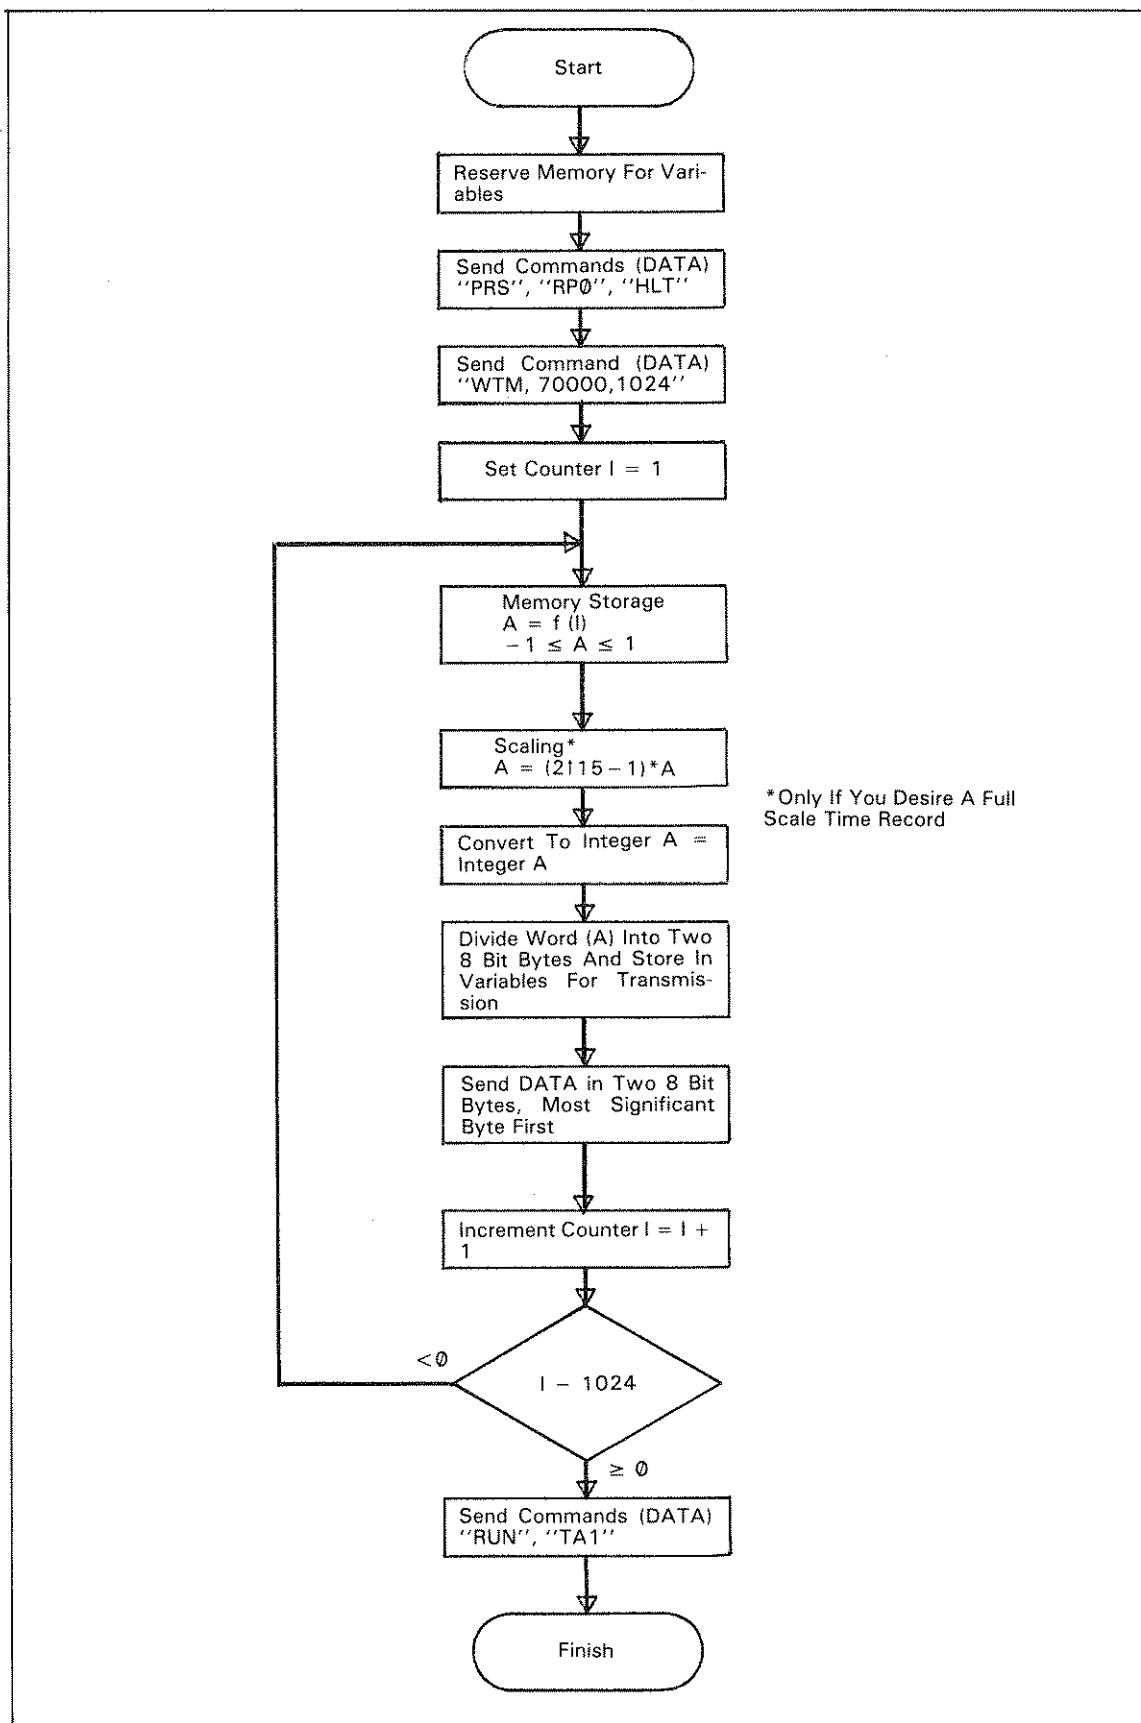 Start
Reserve Memory For Vari-
ables
Send Commands (DATA)
''PRS'', ''RP0̸'', ''HLT''
Send Command (DATA)
''WTM, 70000,1024''
Set Counter I = 1
Memory Storage
A = f (I)
-1 ≤ A ≤ 1
Scaling*
A = (2↑15-1)*A
*Only If You Desire A Full
Scale Time Record
Convert To Integer A =
Integer A
Divide Word (A) Into Two
8 Bit Bytes And Store In
Variables For Transmis-
sion
Send DATA in Two 8 Bit
Bytes, Most Significant
Byte First
Increment Counter I = I +
1
<0̸
I - 1024
≥ 0̸
Send Commands (DATA)
''RUN'', ''TA1''
Finish